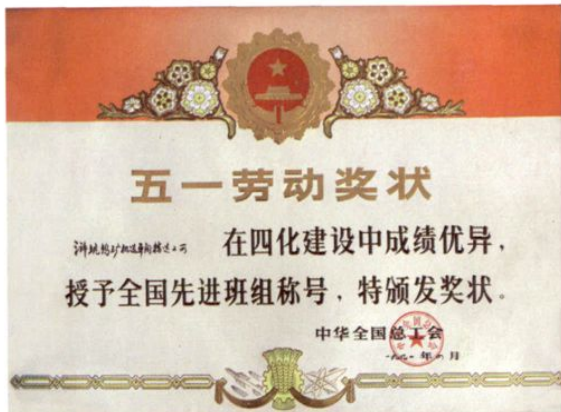 五一劳动奖状
在四化建设中成绩优异，
授予全国先进班组称号，特颁发奖状。
中华全国总工会
年 月